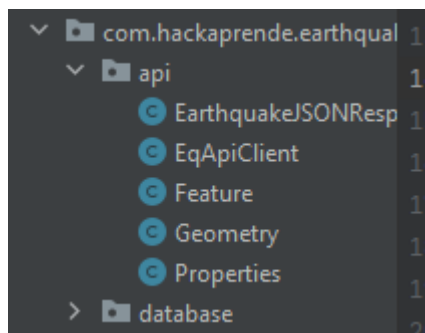 com.hackaprende.earthqual
api
C EarthquakeJSONResp
C EqApiClient
C Feature
C Geometry
C Properties
database